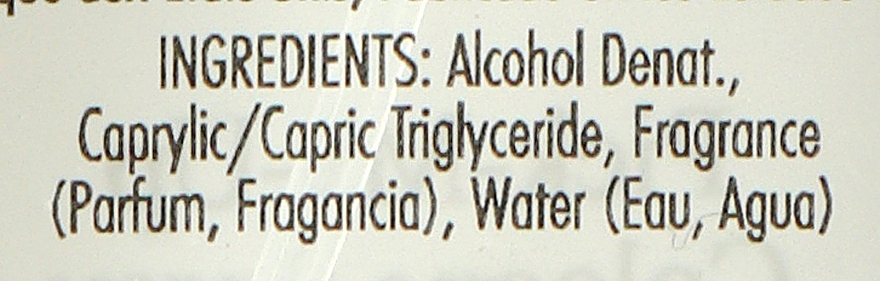 INGREDIENTS: Alcohol Denat.,
Caprylic/Capric Triglyceride, Fragrance
(Parfum, Fragancia), Water (Eau, Agua)